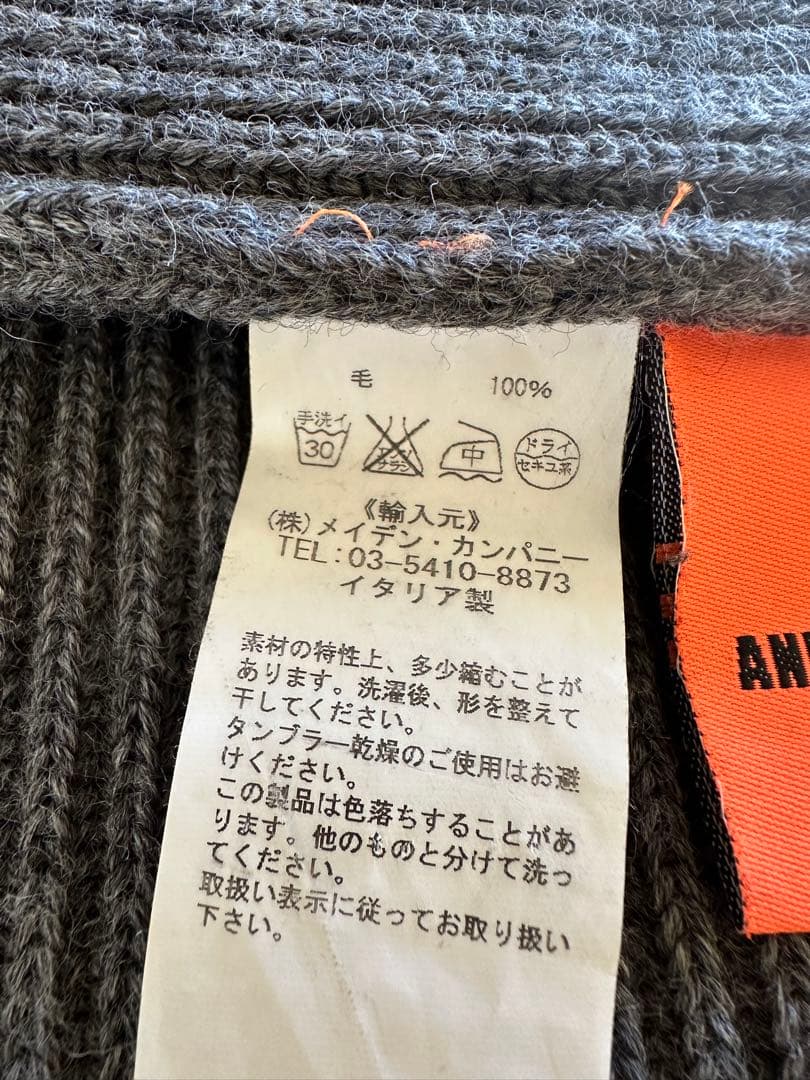 毛 100%
手洗イ
30
エンソ
サラシ
中
ドライ
セキユ系
《輸入元》
(株)メイデン・カンパニー
TEL:03-5410-8873
イタリア製
素材の特性上、多少縮むことが
あります。洗濯後、形を整えて
干してください。
タンブラー乾燥のご使用はお避
けください。
この製品は色落ちすることがあ
ります。他のものと分けて洗っ
てください。
取扱い表示に従ってお取り扱い
下さい。